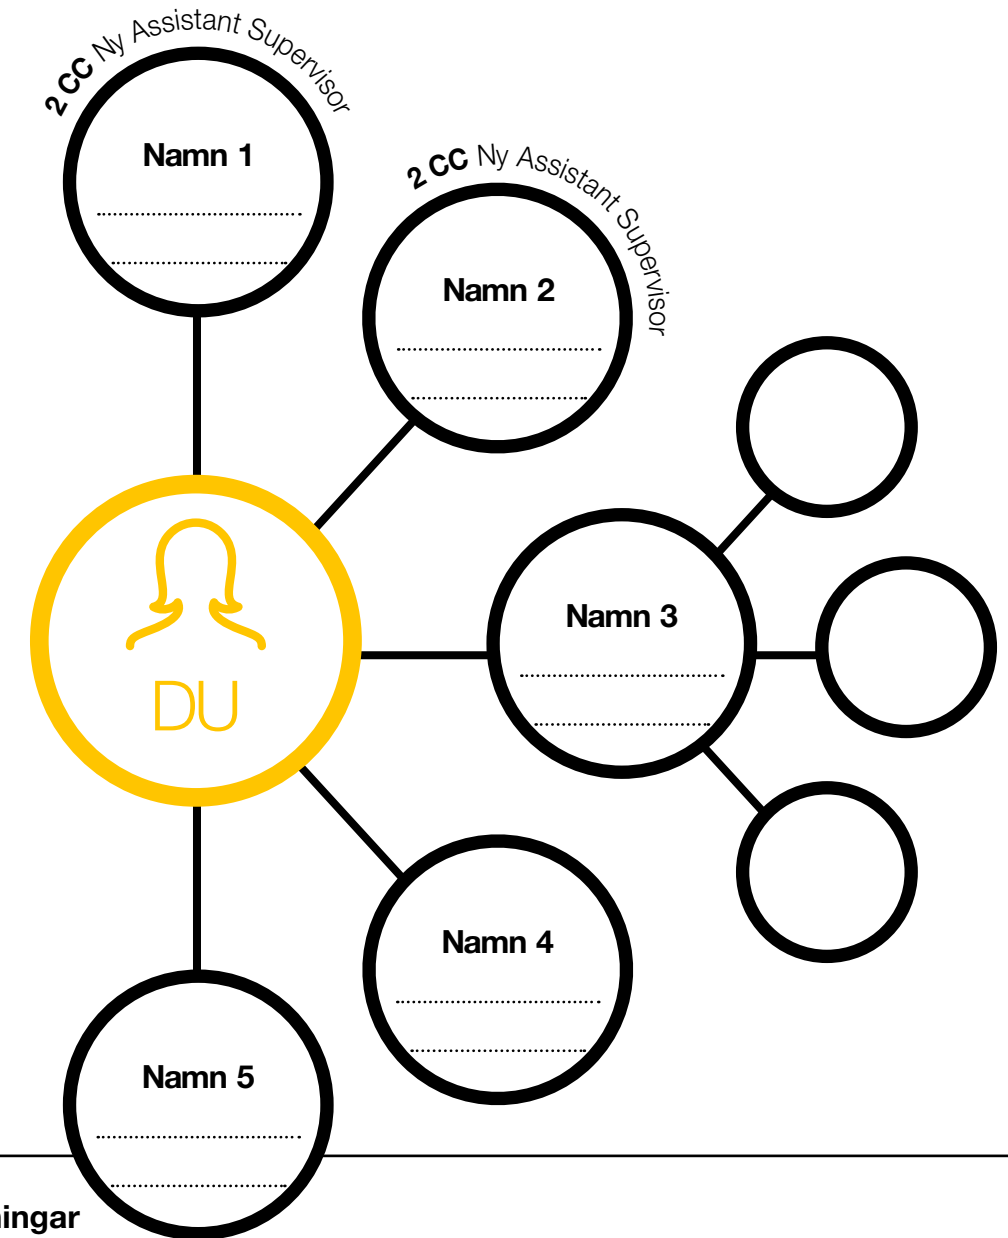 2 CC Ny Assistant Supervisor
Namn 1
2 CC Ny Assistant Supervisor
Namn 2
Namn 3
DU
Namn 4
Namn 5